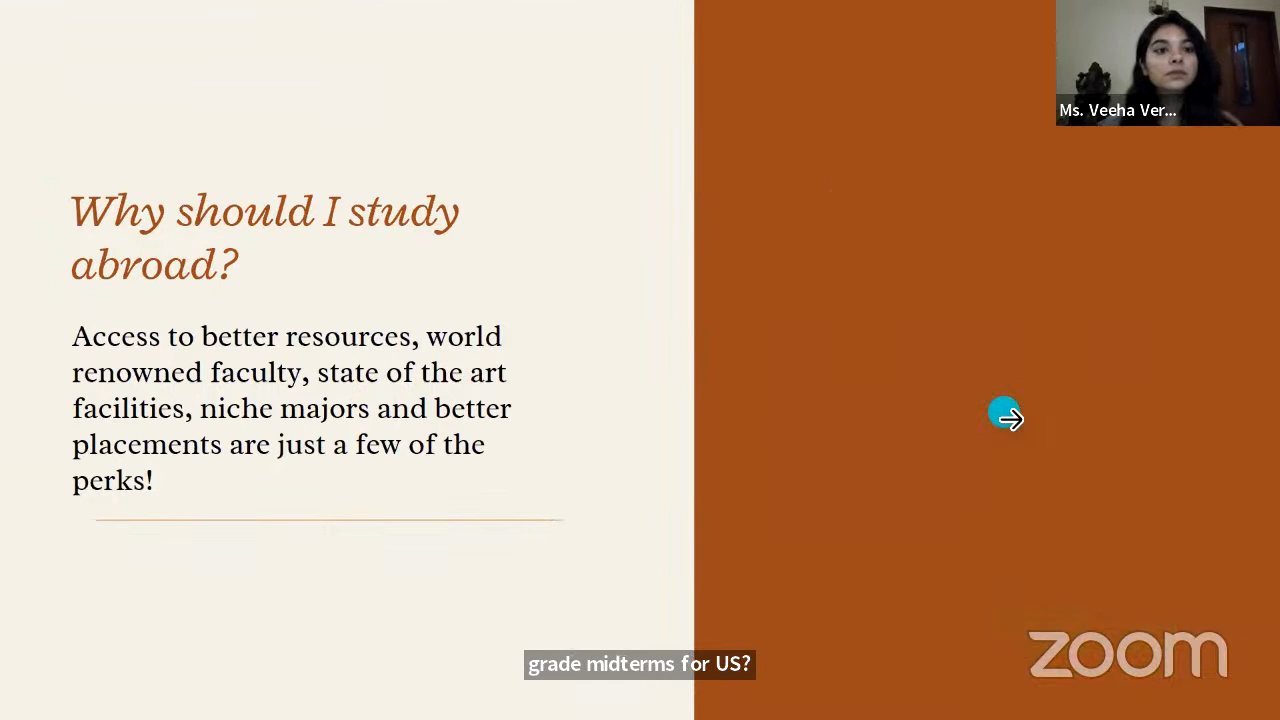 Ms. Veeha Ver...
Why should I study
abroad?
Access to better resources, world
renowned faculty, state of the art
facilities, niche majors and better
placements are just a few of the
perks!
grade midterms for US?
zoom